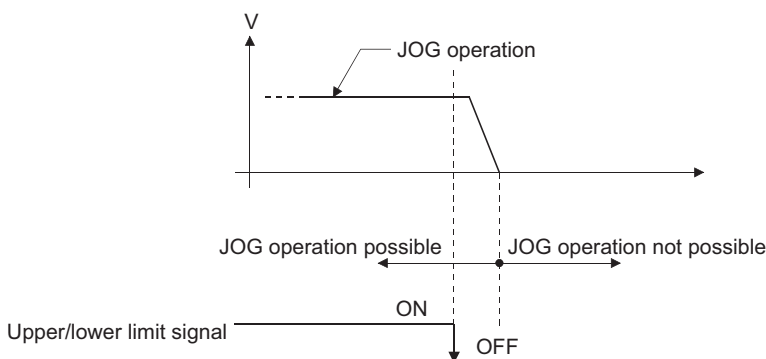 V
JOG operation
JOG operation possible
JOG operation not possible
ON
Upper/lower limit signal
OFF